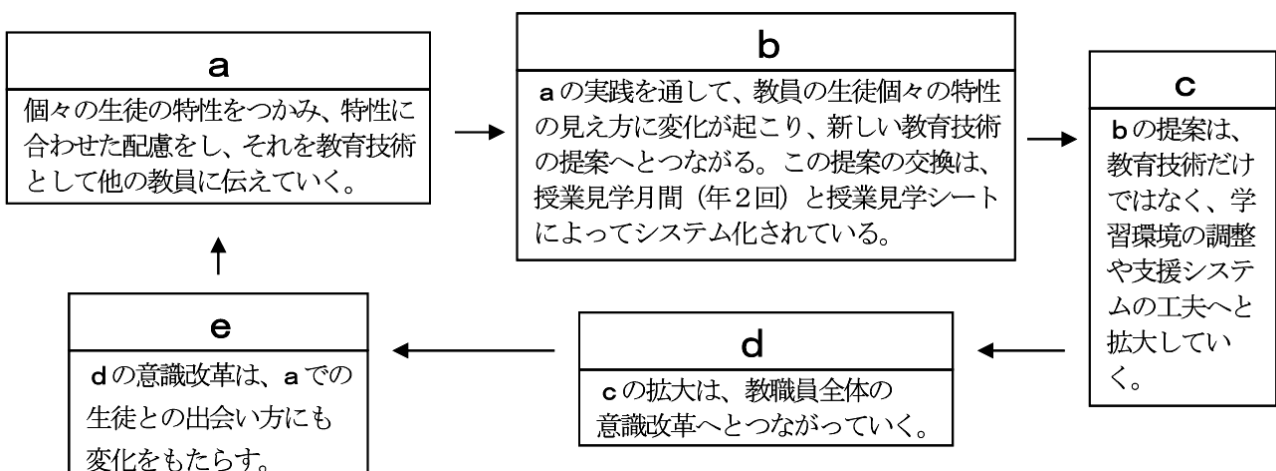 a
個々の生徒の特性をつかみ、特性に
合わせた配慮をし、それを教育技術
として他の教員に伝えていく。
b
aの実践を通して、教員の生徒個々の特性
の見え方に変化が起こり、新しい教育技術
の提案へとつながる。この提案の交換は、
授業見学月間（年２回）と授業見学シート
によってシステム化されている。
c
bの提案は、
教育技術だけ
ではなく、学
習環境の調整
や支援システ
ムの工夫へと
拡大してい
く。
d
cの拡大は、教職員全体の
意識改革へとつながっていく。
e
dの意識改革は、aでの
生徒との出会い方にも
変化をもたらす。